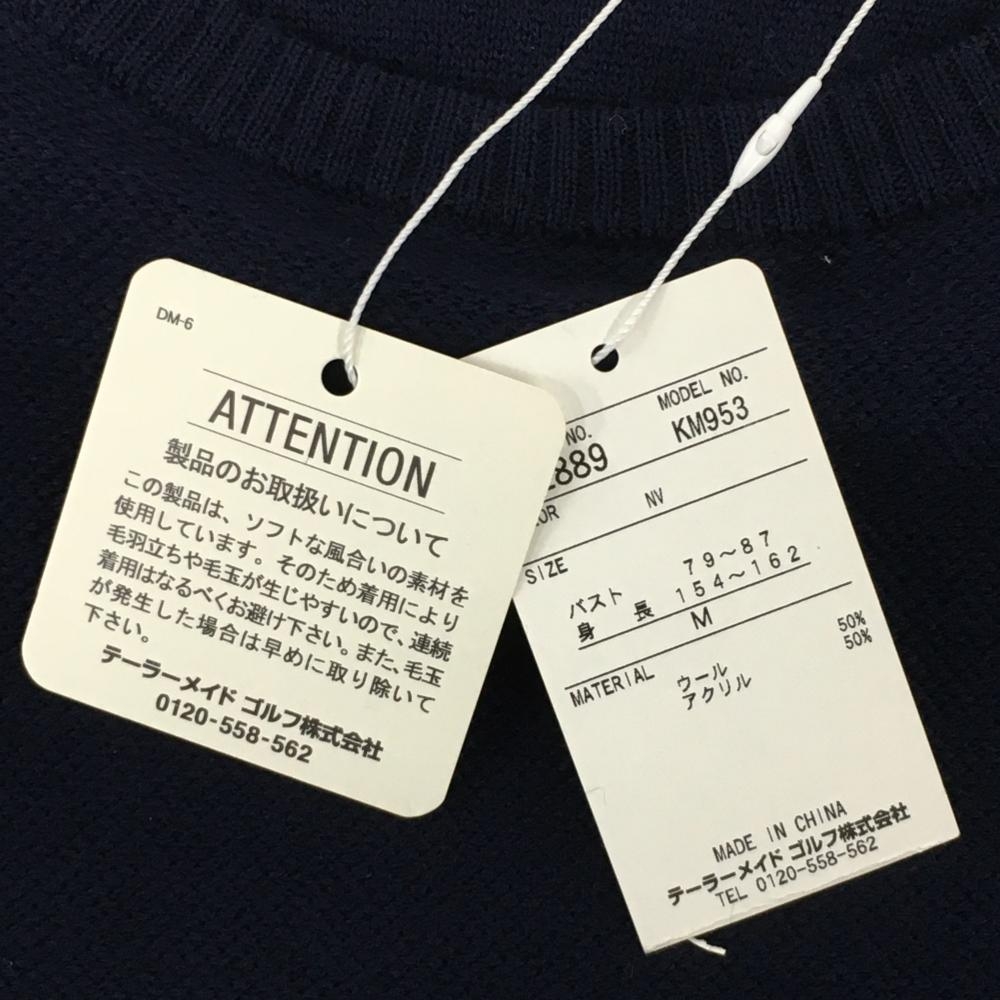 DM-6
ATTENTION
製品のお取扱いについて
この製品は、ソフトな風合いの素材を
使用しています。そのため着用により
毛羽立ちや毛玉が生じやすいので、連続
着用はなるべくお避け下さい。また、毛玉
が発生した場合は早めに取り除いて
下さい。
テーラーメイド ゴルフ株式会社
0120-558-562
NO. MODEL NO.
889 KM953
OR NV
SIZE
バスト 79～87
身長 154～162
M
MATERIAL ウール 50%
アクリル 50%
MADE IN CHINA
テーラーメイド ゴルフ株式会社
TEL 0120-558-562